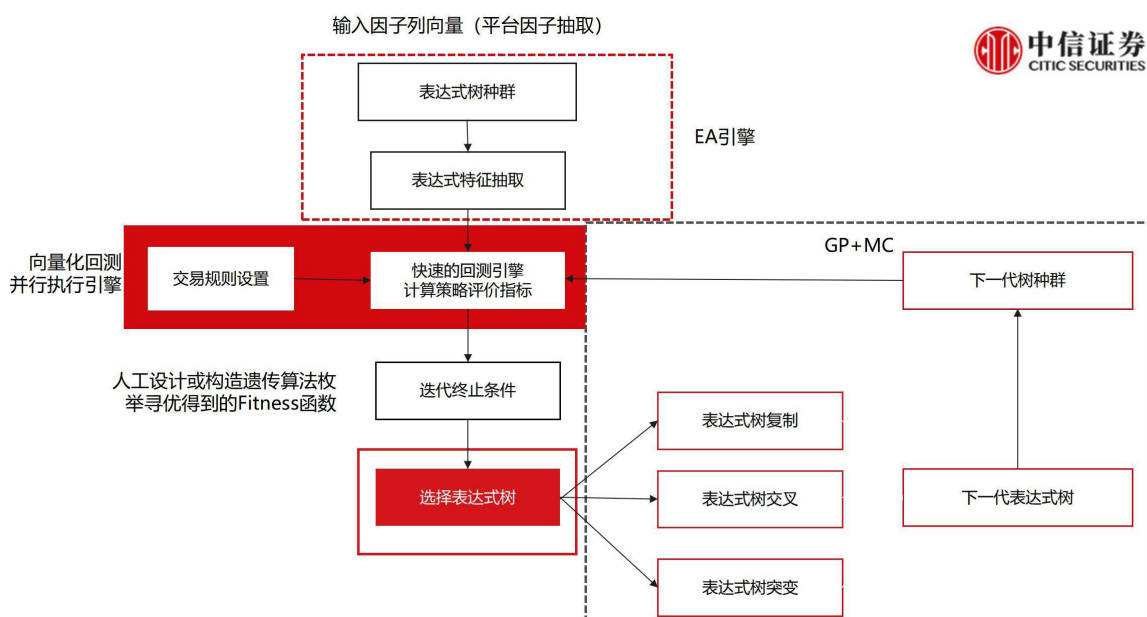 输入因子列向量（平台因子抽取）
中信证券
CITIC SECURITIES
表达式树种群
EA引擎
表达式特征抽取
GP+MC
向量化回测
并行执行引擎
交易规则设置
快速的回测引擎
计算策略评价指标
下一代树种群
人工设计或构造遗传算法枚
举寻优得到的Fitness函数
迭代终止条件
表达式树复制
选择表达式树
表达式树交叉
下一代表达式树
表达式树突变